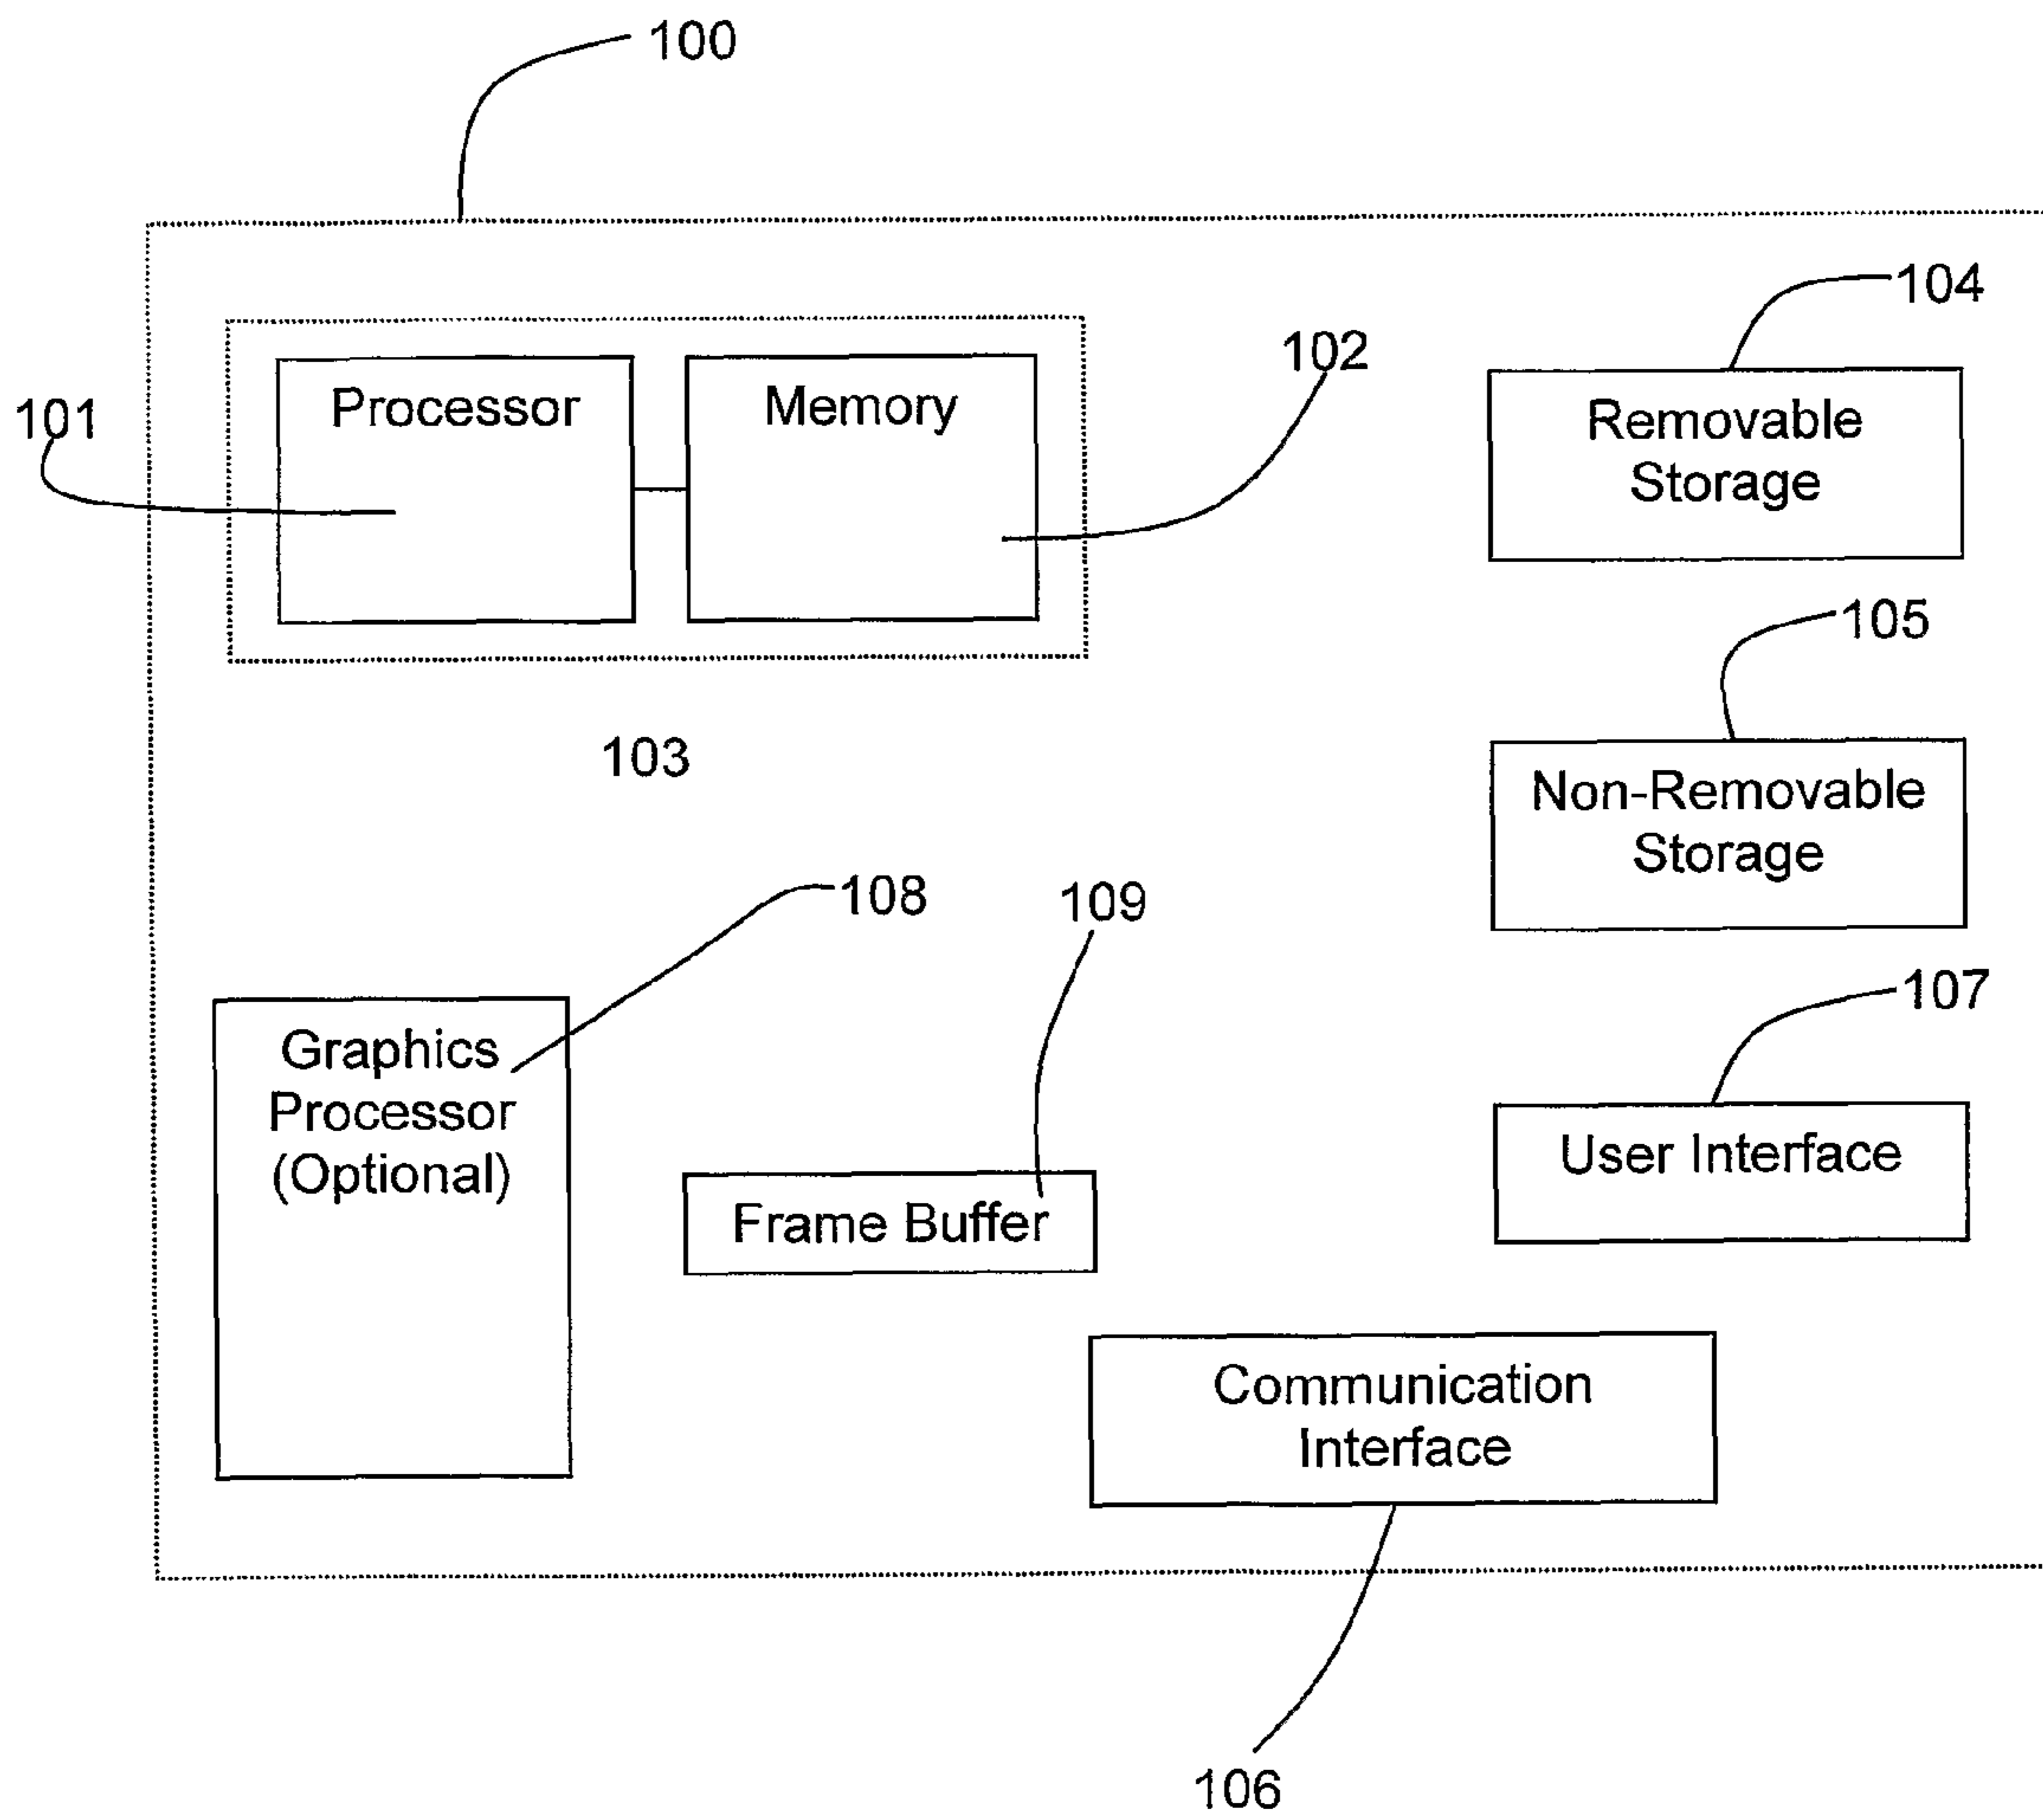 100
104
102
101
Processor
Memory
Removable
Storage
105
103
Non-Removable
Storage
108
109
107
Graphics
Processor
(Optional)
Frame Buffer
User Interface
Communication
Interface
106